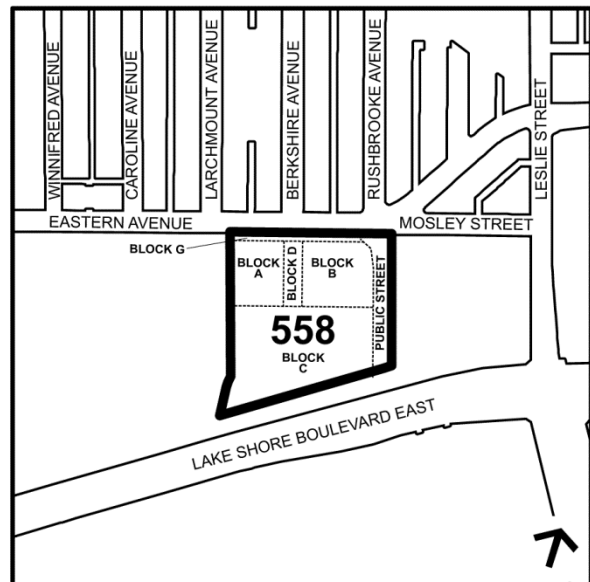 WINNIFRED AVENUE
CAROLINE AVENUE
LARCHMOUNT AVENUE
BERKSHIRE AVENUE
RUSHBROOKE AVENUE
LESLIE STREET
EASTERN AVENUE
MOSLEY STREET
BLOCK G
BLOCK
A
BLOCK D
BLOCK
B
PUBLIC STREET
558
BLOCK
C
LAKE SHORE BOULEVARD EAST